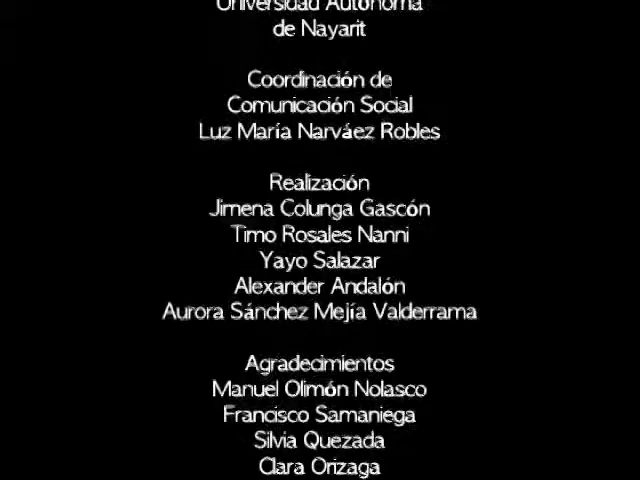 Universidad Autónoma
de Nayarit
Coordinación de
Comunicación Social
Luz María Narváez Robles
Realización
Jimena Colunga Gascón
Timo Rosales Nanni
Yayo Salazar
Alexander Andalón
Aurora Sánchez Mejía Valderrama
Agradecimientos
Manuel Olimón Nolasco
Francisco Samaniega
Silvia Quezada
Clara Orizaga